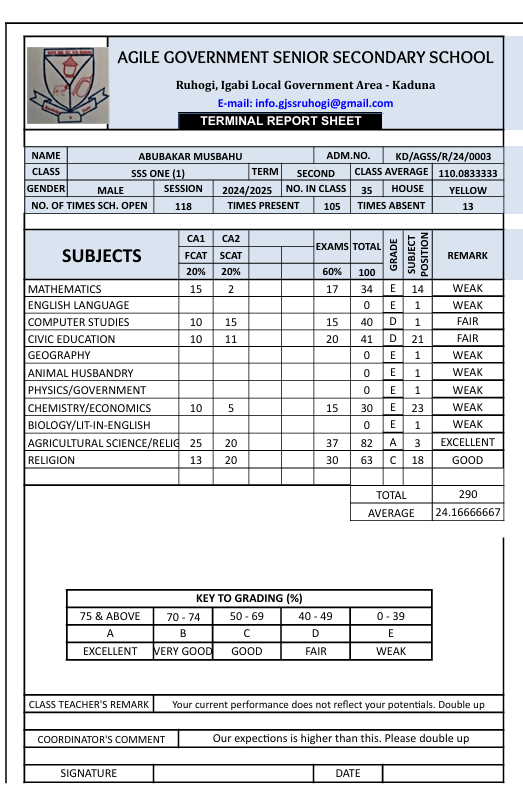 AGILE GOVERNMENT SENIOR SECONDARY SCHOOL
Ruhogi, Igabi Local Government Area - Kaduna
E-mail: info.gjssruhogi@gmail.com
TERMINAL REPORT SHEET
NAME ABUBAKAR MUSBAHU ADM.NO. KD/AGSS/R/24/0003
CLASS SSS ONE (1) TERM SECOND CLASS AVERAGE 110.0833333
GENDER MALE SESSION 2024/2025 NO. IN CLASS 35 HOUSE YELLOW
NO. OF TIMES SCH. OPEN 118 TIMES PRESENT 105 TIMES ABSENT 13
SUBJECTS CA1 CA2 EXAMS TOTAL GRADE SUBJECT POSITION REMARK
FCAT SCAT
20% 20% 60% 100
MATHEMATICS 15 2 17 34 E 14 WEAK
ENGLISH LANGUAGE 0 E 1 WEAK
COMPUTER STUDIES 10 15 15 40 D 1 FAIR
CIVIC EDUCATION 10 11 20 41 D 21 FAIR
GEOGRAPHY 0 E 1 WEAK
ANIMAL HUSBANDRY 0 E 1 WEAK
PHYSICS/GOVERNMENT 0 E 1 WEAK
CHEMISTRY/ECONOMICS 10 5 15 30 E 23 WEAK
BIOLOGY/LIT-IN-ENGLISH 0 E 1 WEAK
AGRICULTURAL SCIENCE/RELIG 25 20 37 82 A 3 EXCELLENT
RELIGION 13 20 30 63 C 18 GOOD
TOTAL 290
AVERAGE 24.16666667
KEY TO GRADING (%)
75 & ABOVE 70 - 74 50 - 69 40 - 49 0 - 39
A B C D E
EXCELLENT VERY GOOD GOOD FAIR WEAK
CLASS TEACHER'S REMARK Your current performance does not reflect your potentials. Double up
COORDINATOR'S COMMENT Our expections is higher than this. Please double up
SIGNATURE DATE